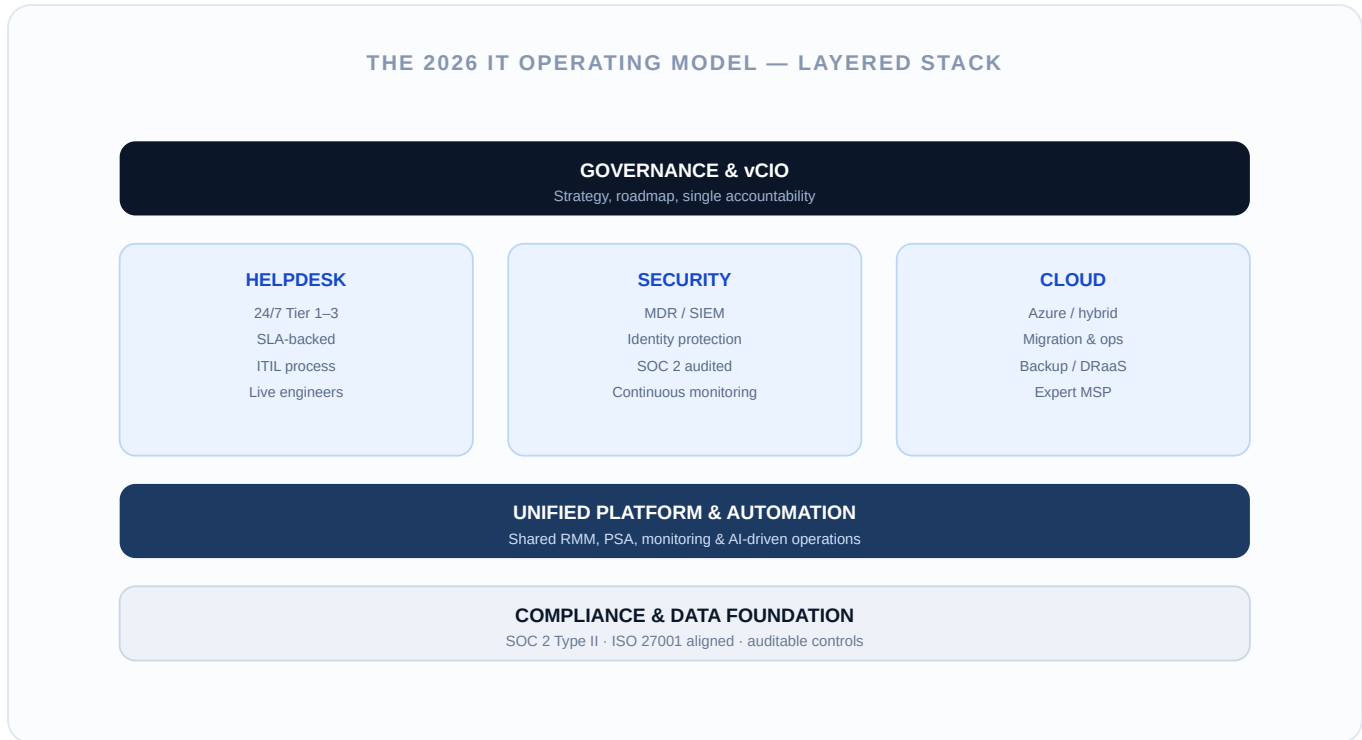 THE 2026 IT OPERATING MODEL — LAYERED STACK
GOVERNANCE & vCIO
Strategy, roadmap, single accountability
HELPDESK
24/7 Tier 1–3
SLA-backed
ITIL process
Live engineers
SECURITY
MDR / SIEM
Identity protection
SOC 2 audited
Continuous monitoring
CLOUD
Azure / hybrid
Migration & ops
Backup / DRaaS
Expert MSP
UNIFIED PLATFORM & AUTOMATION
Shared RMM, PSA, monitoring & AI-driven operations
COMPLIANCE & DATA FOUNDATION
SOC 2 Type II · ISO 27001 aligned · auditable controls